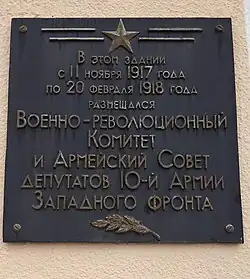 В этом здании
с 11 ноября 1917 года
по 20 февраля 1918 года
размещался
Военно-революционный
Комитет
и Армейский Совет
депутатов 10-й Армии
Западного фронта